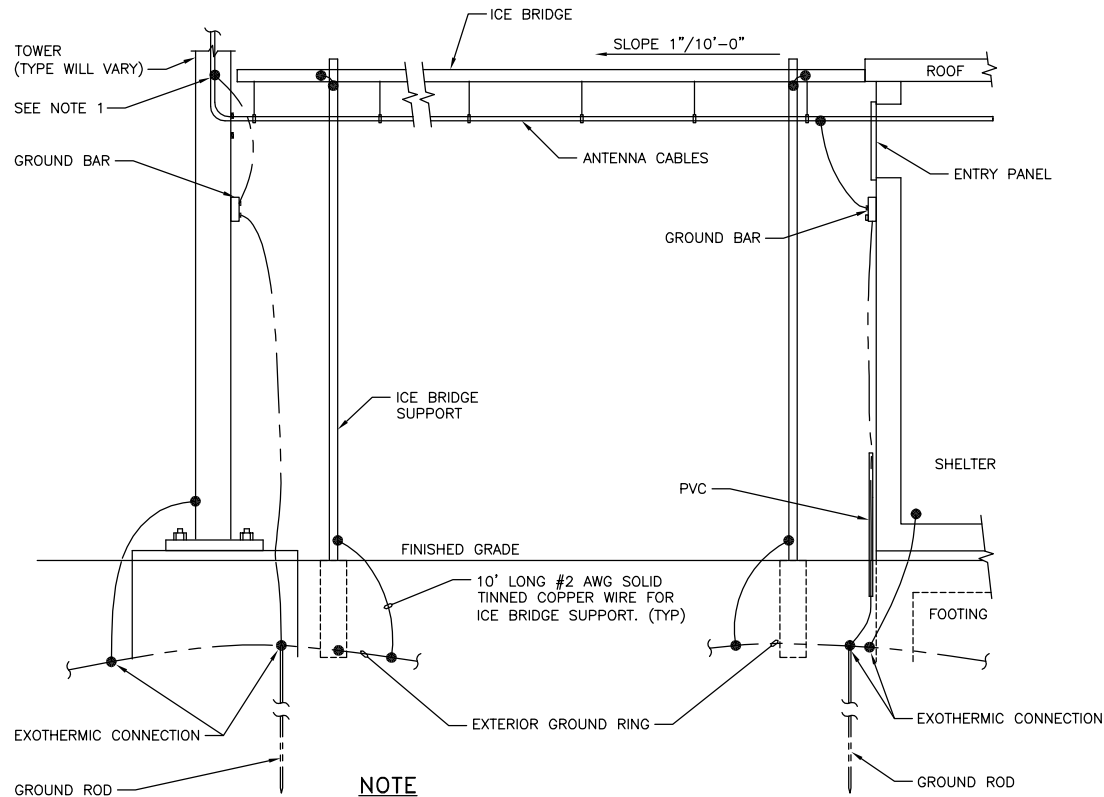 ICE BRIDGE
SLOPE 1"/10'-0"
TOWER
(TYPE WILL VARY)
ROOF
SEE NOTE 1
ANTENNA CABLES
GROUND BAR
ENTRY PANEL
GROUND BAR
ICE BRIDGE
SUPPORT
SHELTER
PVC
FINISHED GRADE
10' LONG #2 AWG SOLID
TINNED COPPER WIRE FOR
ICE BRIDGE SUPPORT. (TYP)
FOOTING
EXOTHERMIC CONNECTION
EXTERIOR GROUND RING
EXOTHERMIC CONNECTION
GROUND ROD
NOTE
GROUND ROD